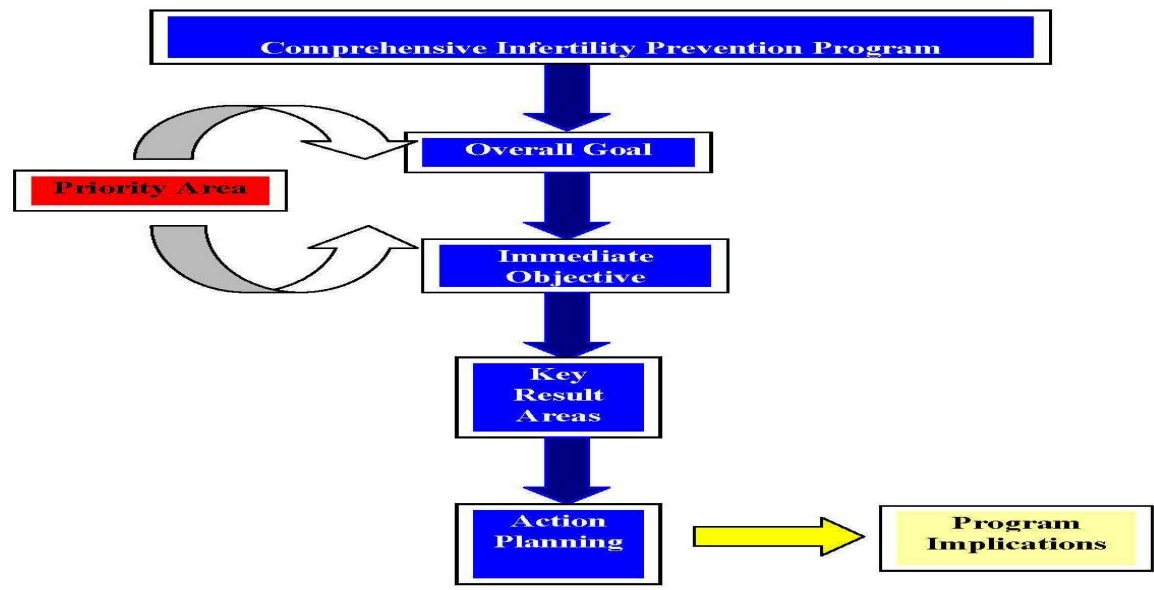 Comprehensive Infertility Prevention Program
Overall Goal
Priority Area
Immediate
Objective
Key
Result
Areas
Action
Planning
Program
Implications